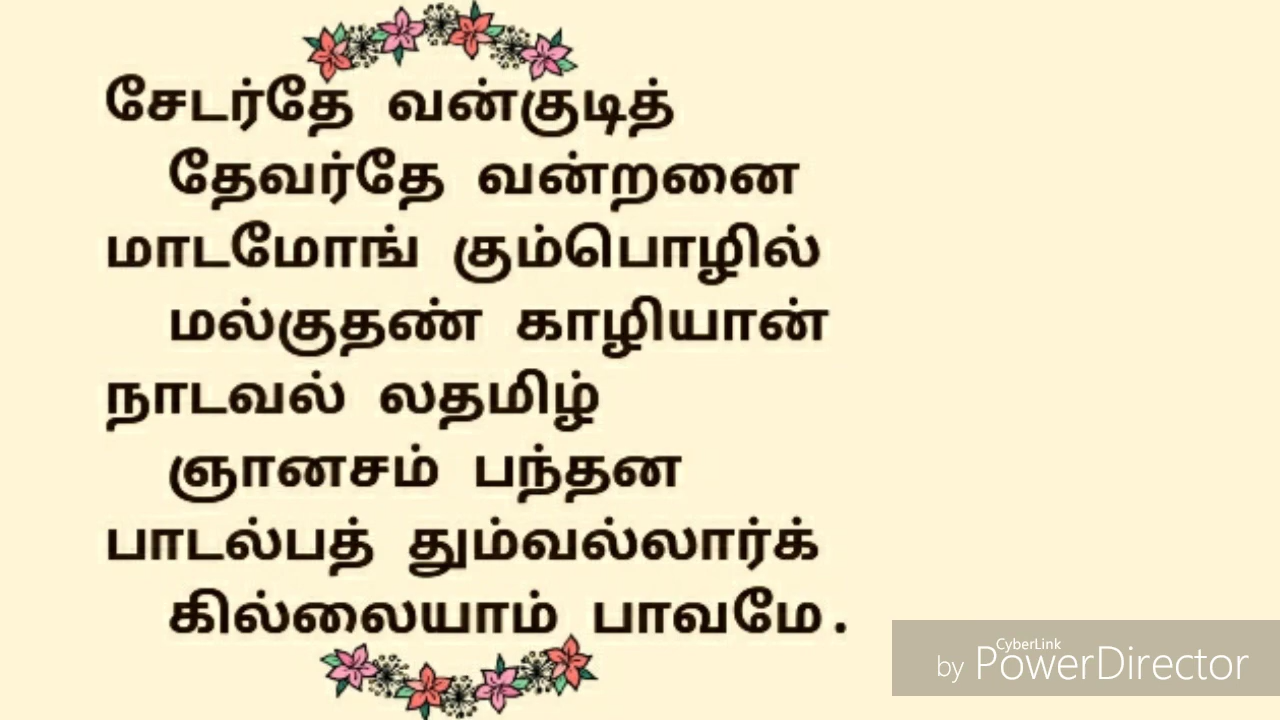 சேடர்தே வன்குடித்
தேவர்தே வன்றனை
மாடமோங் கும்பொழில்
மல்குதண் காழியான்
நாடவல் லதமிழ்
ஞானசம் பந்தன
பாடல்பத் தும்வல்லார்க்
கில்லையாம் பாவமே.
by CyberLink PowerDirector